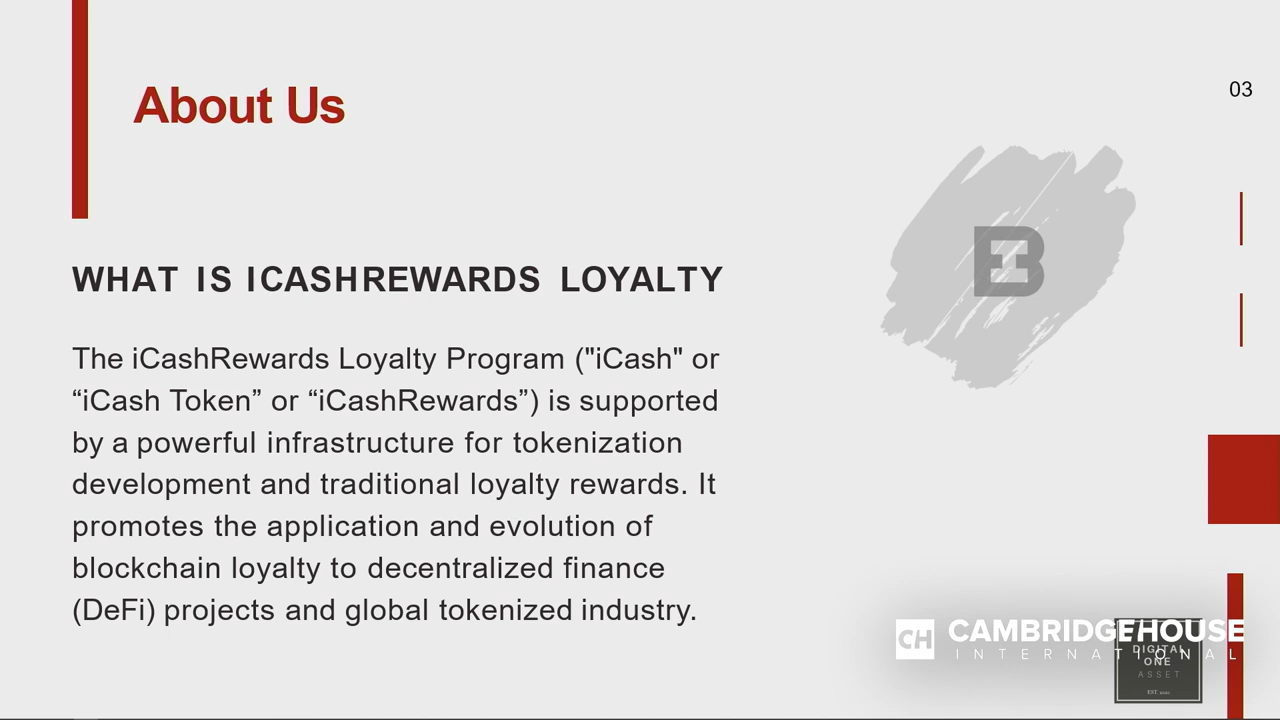 About Us
03
WHAT IS ICASHREWARDS LOYALTY
The iCashRewards Loyalty Program ("iCash" or
“iCash Token” or “iCashRewards”) is supported
by a powerful infrastructure for tokenization
development and traditional loyalty rewards. It
promotes the application and evolution of
blockchain loyalty to decentralized finance
(DeFi) projects and global tokenized industry.
CH CAMBRIDGEHOUSE
INTERNATIONAL
DIGITAL
ONE
ASSET